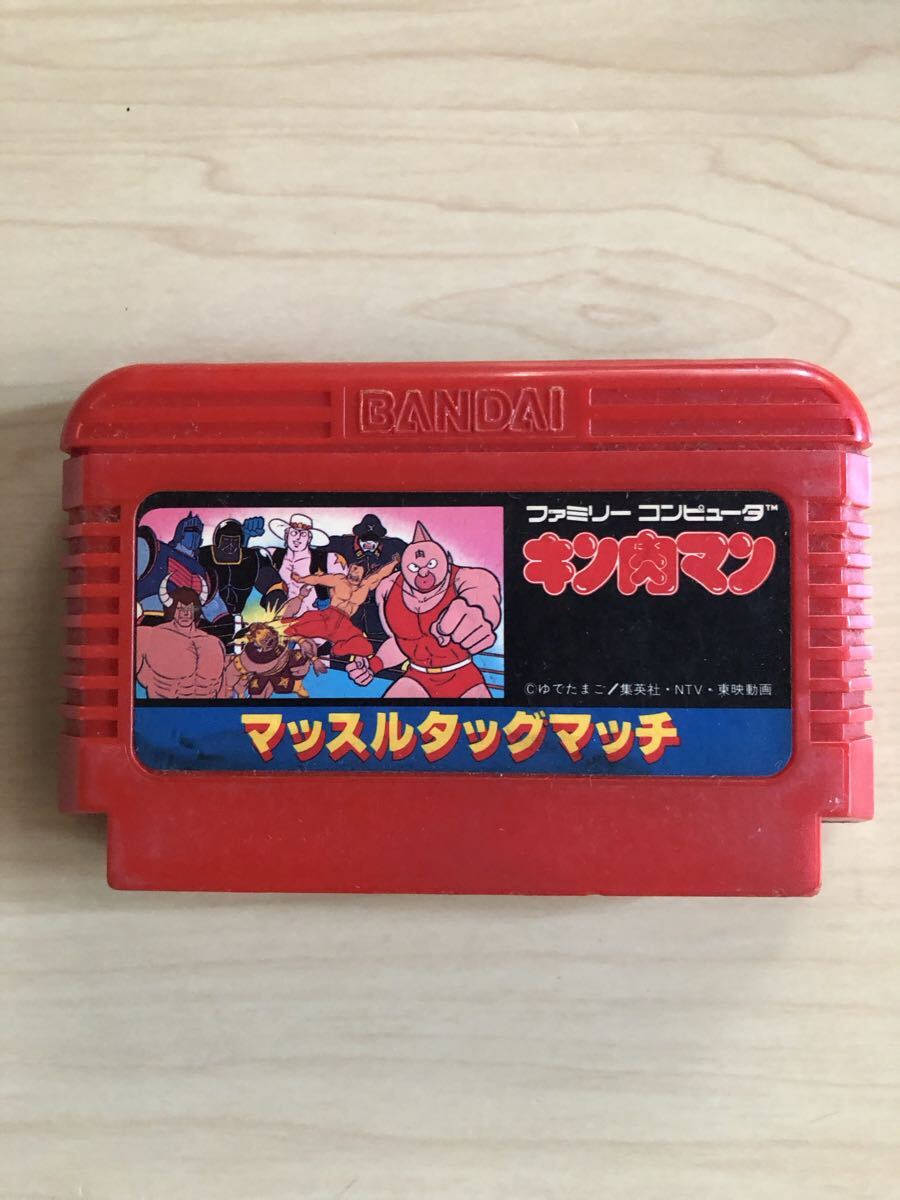 BANDAI
ファミリー コンピュータ™
キン肉マン
©ゆでたまご/集英社・NTV・東映動画
マッスルタッグマッチ